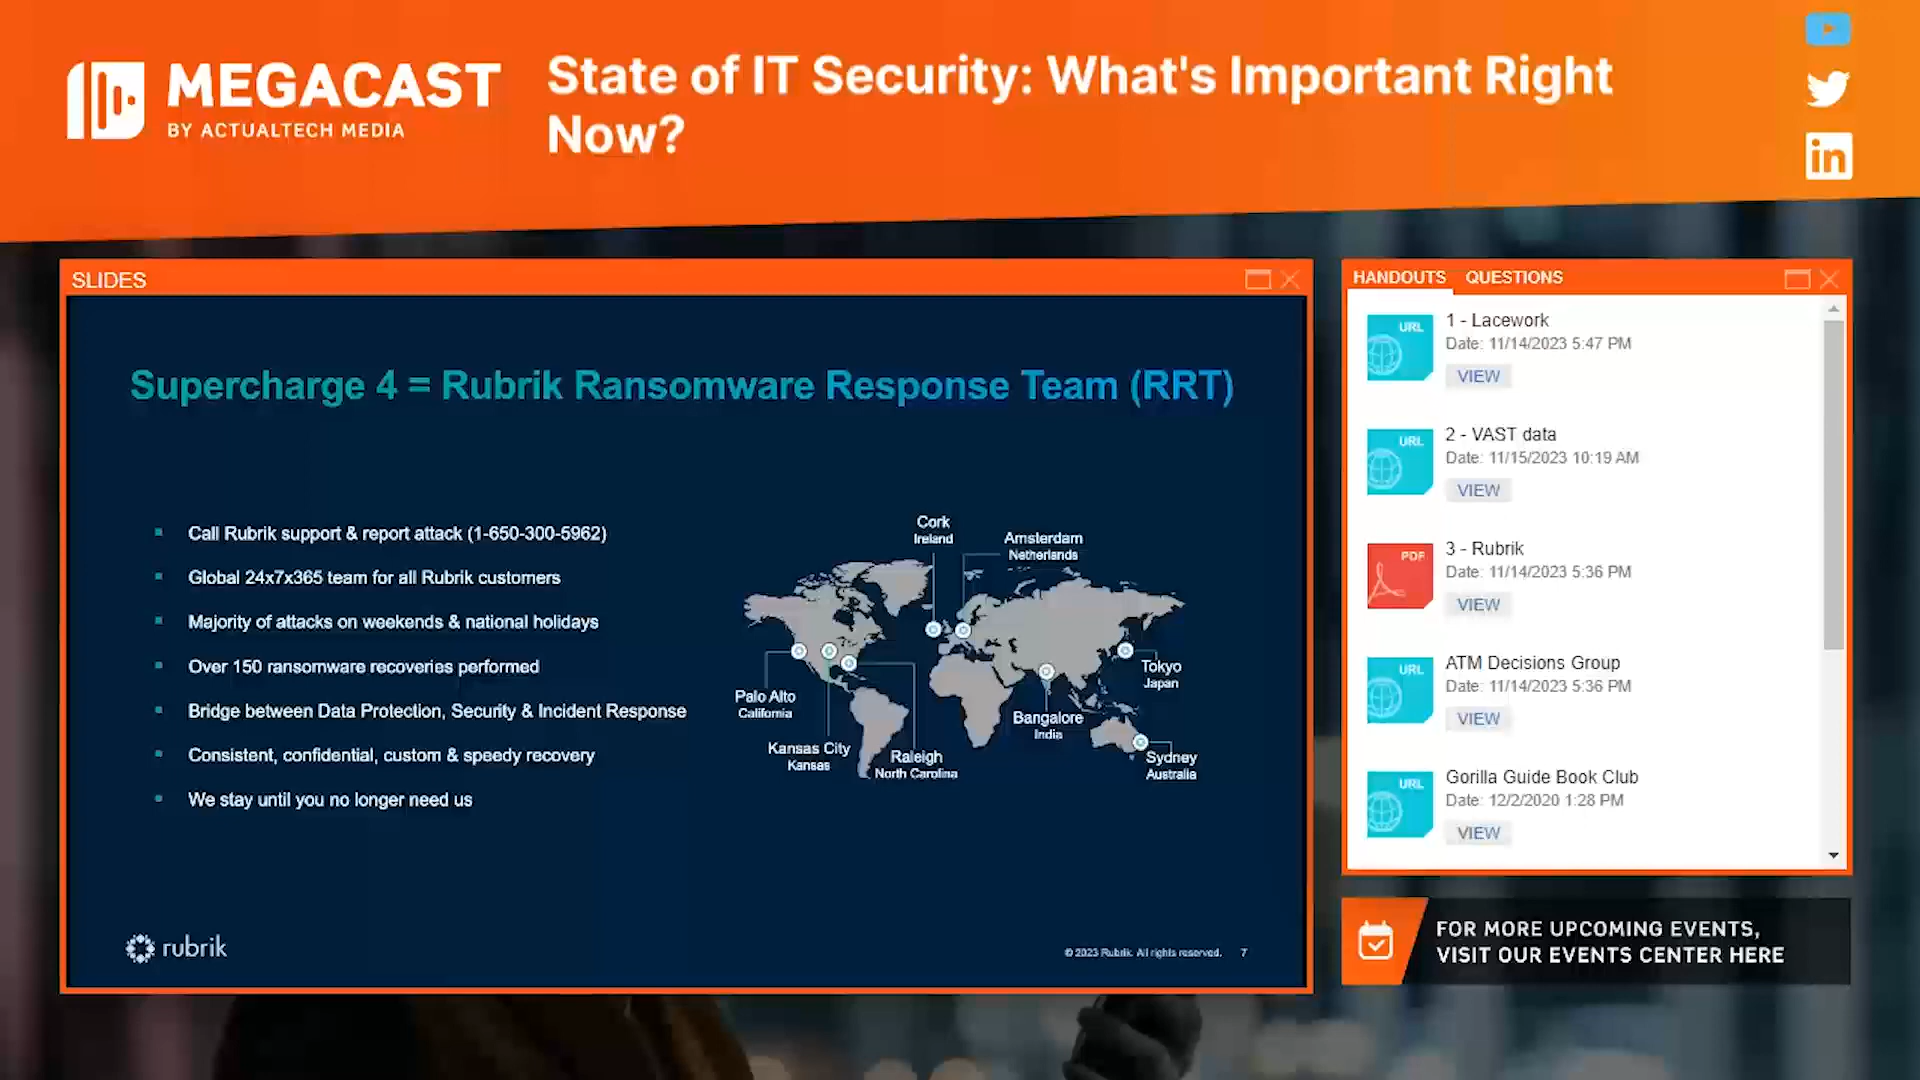 MEGACAST
BY ACTUALTECH MEDIA
State of IT Security: What's Important Right
Now?
in
SLIDES
Supercharge 4 = Rubrik Ransomware Response Team (RRT)
Call Rubrik support & report attack (1-650-300-5962)
Global 24x7x365 team for all Rubrik customers
Majority of attacks on weekends & national holidays
Over 150 ransomware recoveries performed
Bridge between Data Protection, Security & Incident Response
Consistent, confidential, custom & speedy recovery
We stay until you no longer need us
Cork
Ireland
Amsterdam
Netherlands
Palo Alto
California
Kansas City
Kansas
Raleigh
North Carolina
Bangalore
India
Tokyo
Japan
Sydney
Australia
rubrik
© 2023 Rubrik. All rights reserved. 7
HANDOUTS QUESTIONS
URL
1 - Lacework
Date: 11/14/2023 5:47 PM
VIEW
URL
2 - VAST data
Date: 11/15/2023 10:19 AM
VIEW
PDF
3 - Rubrik
Date: 11/14/2023 5:36 PM
VIEW
URL
ATM Decisions Group
Date: 11/14/2023 5:36 PM
VIEW
URL
Gorilla Guide Book Club
Date: 12/2/2020 1:28 PM
VIEW
FOR MORE UPCOMING EVENTS,
VISIT OUR EVENTS CENTER HERE